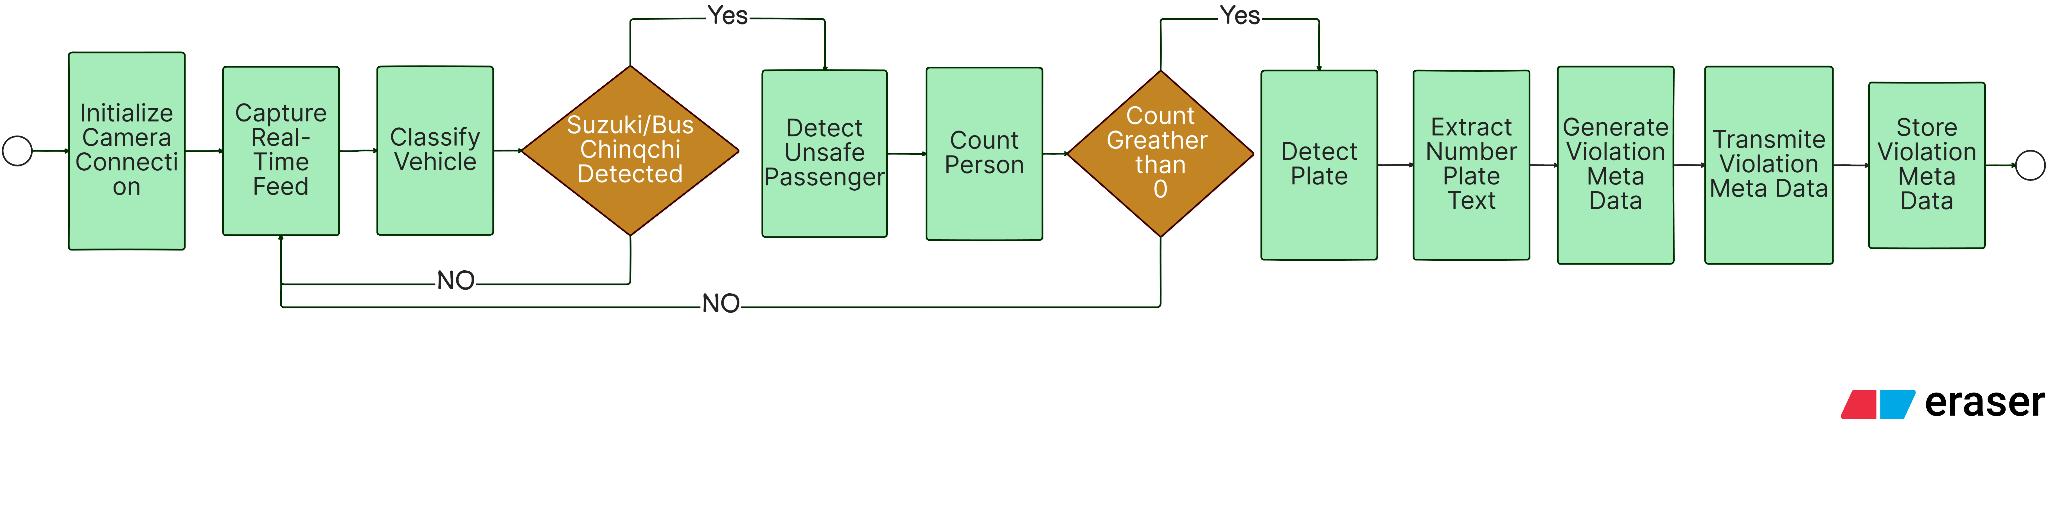 Yes
Yes
Initialize
Camera
Connecti
on
Capture
Real-
Time
Feed
Classify
Vehicle
Suzuki/Bus
Chinqchi
Detected
Detect
Unsafe
Passenger
Count
Person
Count
Greather
than
0
Detect
Plate
Extract
Number
Plate
Text
Generate
Violation
Meta
Data
Transmite
Violation
Meta Data
Store
Violation
Meta
Data
NO
NO
eraser